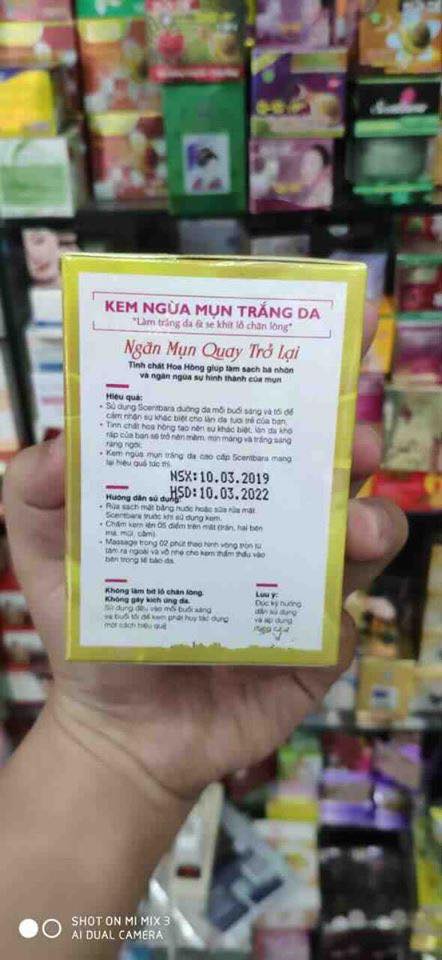 KEM NGỪA MỤN TRẮNG DA
"Làm trắng da & se khít lỗ chân lông"
Ngăn Mụn Quay Trở Lại
Tinh chất Hoa Hồng giúp làm sạch bã nhờn
và ngăn ngừa sự hình thành của mụn
Hiệu quả:
• Sử dụng Scentbara dưỡng da mỗi buổi sáng và tối để
cảm nhận sự khác biệt cho làn da tươi trẻ của bạn.
• Tinh chất hoa hồng tạo nên sự khác biệt, làn da khô
ráp của bạn sẽ trở nên mềm, mịn màng và trắng sáng
rạng ngời.
• Kem ngừa mụn trắng da cao cấp Scentbara mang
lại hiệu quả tức thì.
NSX:10.03.2019
HSD:10.03.2022
Hướng dẫn sử dụng:
• Rửa sạch mặt bằng nước hoặc sữa rửa mặt
Scentbara trước khi sử dụng kem.
• Chấm kem lên 05 điểm trên mặt (trán, hai bên
má, mũi, cằm).
• Massage trong 02 phút theo hình vòng tròn từ
tâm ra ngoài và vỗ nhẹ cho kem thẩm thấu vào
bên trong tế bào da.
Không làm bít lỗ chân lông.
Không gây kích ứng da.
Sử dụng đều vào mỗi buổi sáng
và buổi tối để kem phát huy tác dụng
một cách hiệu quả
Lưu ý:
Đọc kỹ hướng
dẫn sử dụng
và áp dụng
SHOT ON MI MIX 3
AI DUAL CAMERA